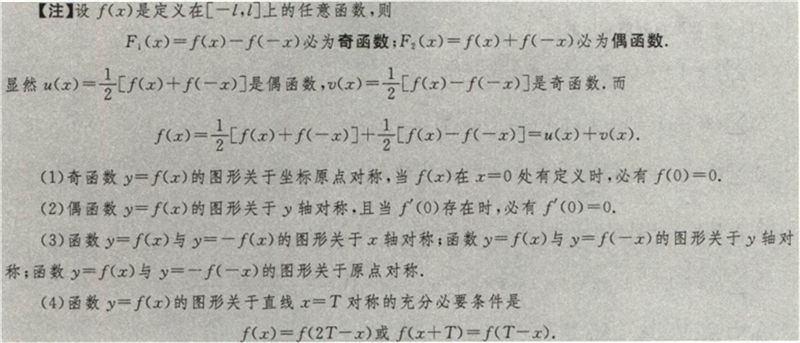 【注】设 f(x)是定义在[-l,l]上的任意函数,则
F₁(x)=f(x)-f(-x)必为奇函数;F₂(x)=f(x)+f(-x)必为偶函数.
显然 u(x)=1/2[f(x)+f(-x)]是偶函数,v(x)=1/2[f(x)-f(-x)]是奇函数.而
f(x)=1/2[f(x)+f(-x)]+1/2[f(x)-f(-x)]=u(x)+v(x).
(1)奇函数 y=f(x)的图形关于坐标原点对称,当 f(x)在 x=0 处有定义时,必有 f(0)=0.
(2)偶函数 y=f(x)的图形关于 y 轴对称,且当 f′(0)存在时,必有 f′(0)=0.
(3)函数 y=f(x)与 y=-f(x)的图形关于 x 轴对称;函数 y=f(x)与 y=f(-x)的图形关于 y 轴对
称;函数 y=f(x)与 y=-f(-x)的图形关于原点对称.
(4)函数 y=f(x)的图形关于直线 x=T 对称的充分必要条件是
f(x)=f(2T-x)或 f(x+T)=f(T-x).